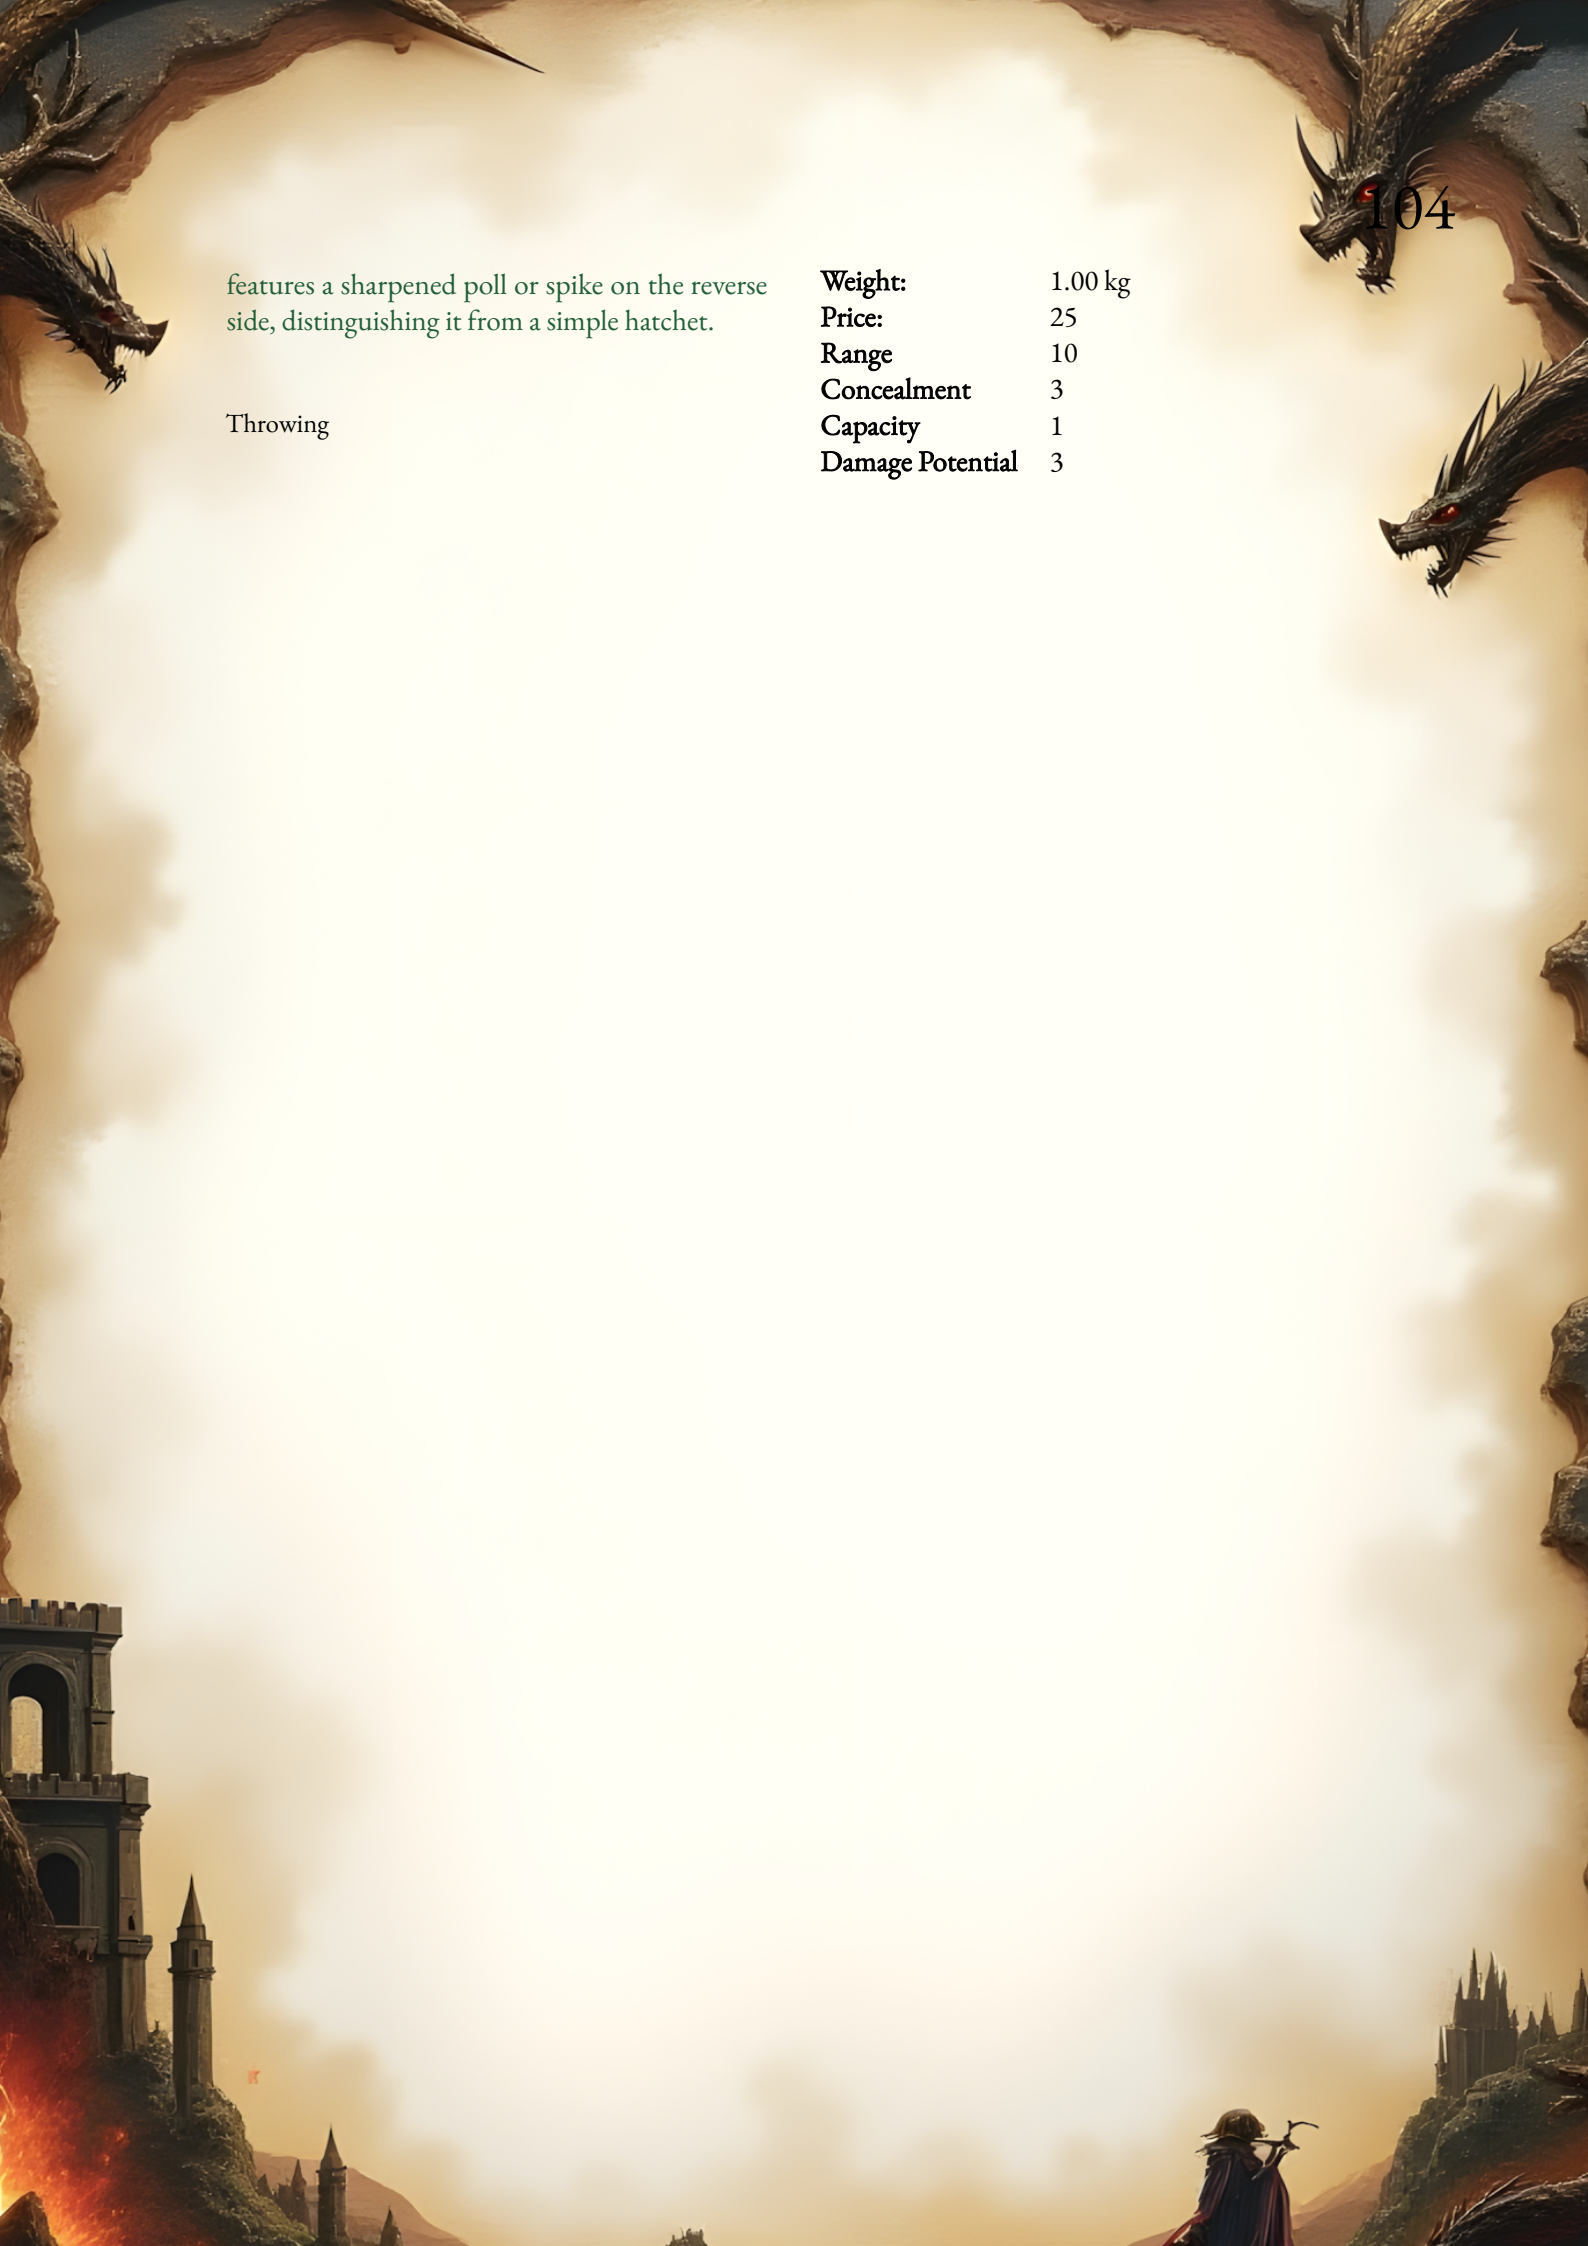 104
features a sharpened poll or spike on the reverse
side, distinguishing it from a simple hatchet.
Throwing
Weight: 1.00 kg
Price: 25
Range 10
Concealment 3
Capacity 1
Damage Potential 3